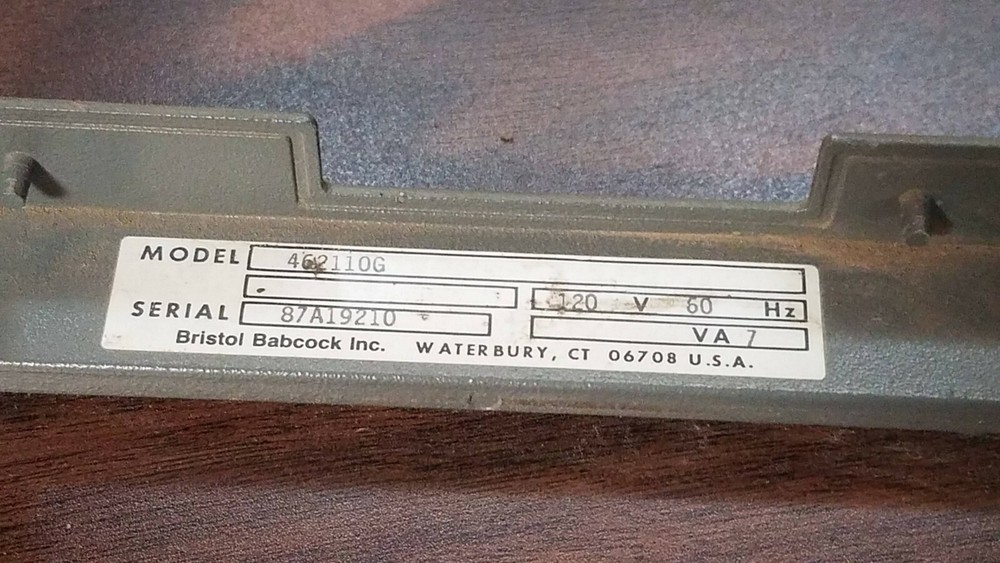 MODEL 462110G
120 V 60 Hz
SERIAL 87A19210
VA 7
Bristol Babcock Inc. WATERBURY, CT 06708 U.S.A.